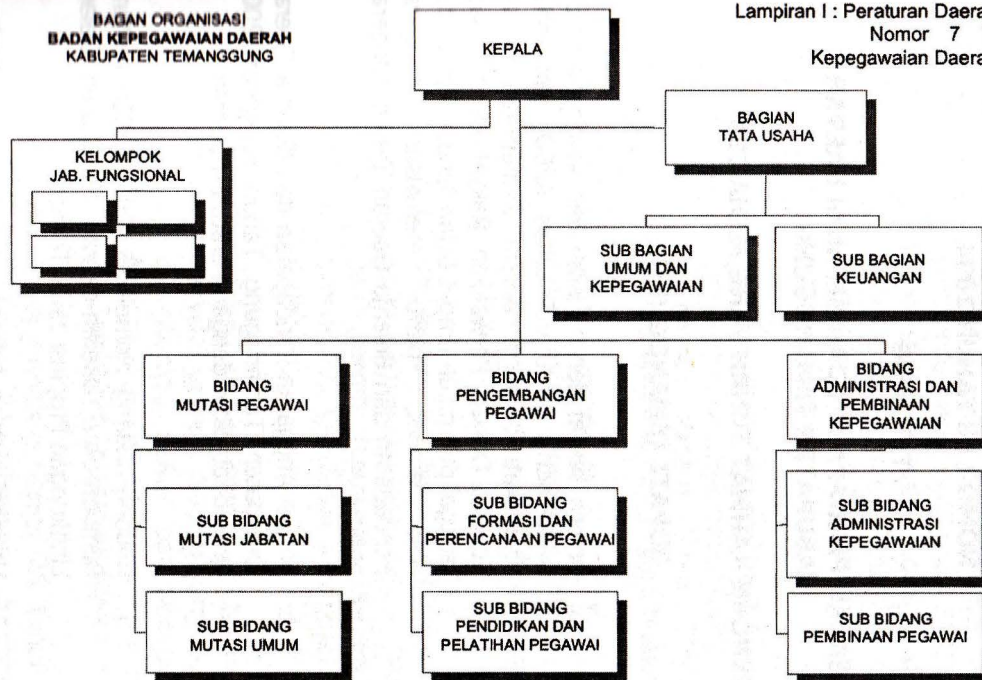 BAGAN ORGANISASI
BADAN KEPEGAWAIAN DAERAH
KABUPATEN TEMANGGUNG
Lampiran I : Peraturan Daera
Nomor 7
Kepegawaian Daera
KEPALA
BAGIAN
TATA USAHA
KELOMPOK
JAB. FUNGSIONAL
SUB BAGIAN
UMUM DAN
KEPEGAWAIAN
SUB BAGIAN
KEUANGAN
BIDANG
MUTASI PEGAWAI
BIDANG
PENGEMBANGAN
PEGAWAI
BIDANG
ADMINISTRASI DAN
PEMBINAAN
KEPEGAWAIAN
SUB BIDANG
MUTASI JABATAN
SUB BIDANG
FORMASI DAN
PERENCANAAN PEGAWAI
SUB BIDANG
ADMINISTRASI
KEPEGAWAIAN
SUB BIDANG
MUTASI UMUM
SUB BIDANG
PENDIDIKAN DAN
PELATIHAN PEGAWAI
SUB BIDANG
PEMBINAAN PEGAWAI